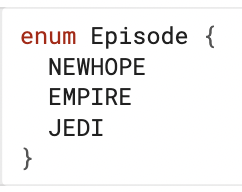 enum Episode {
  NEWHOPE
  EMPIRE
  JEDI
}